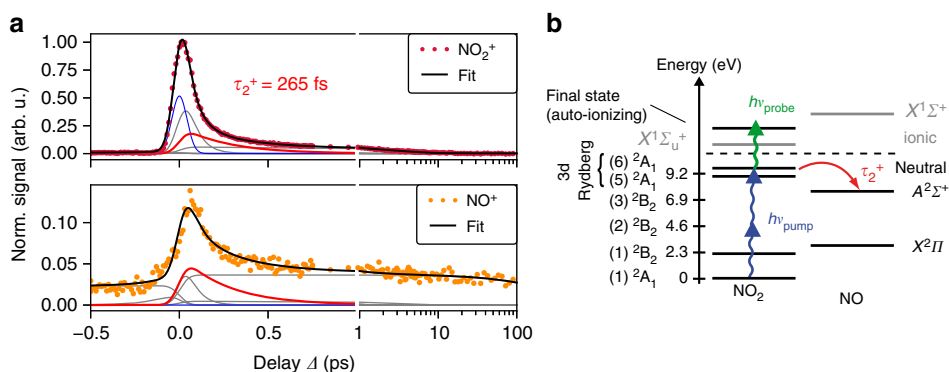 a
Norm. signal (arb. u.)
1.00
0.75
0.50
0.25
0.00
NO₂⁺
Fit
τ₂⁺ = 265 fs
0.10
0.05
0.00
NO⁺
Fit
−0.5 0.0 0.5 1 10 100
Delay Δ (ps)
b
Energy (eV)
Final state
(auto-ionizing)
hνprobe
X¹Σ⁺
X¹Σᵤ⁺
ionic
3d
Rydberg
(6) ²A₁
Neutral
(5) ²A₁
9.2
τ₂⁺
A²Σ⁺
(3) ²B₂
6.9
(2) ²B₂
4.6
hνpump
X²Π
(1) ²B₂
2.3
(1) ²A₁
0
NO₂
NO